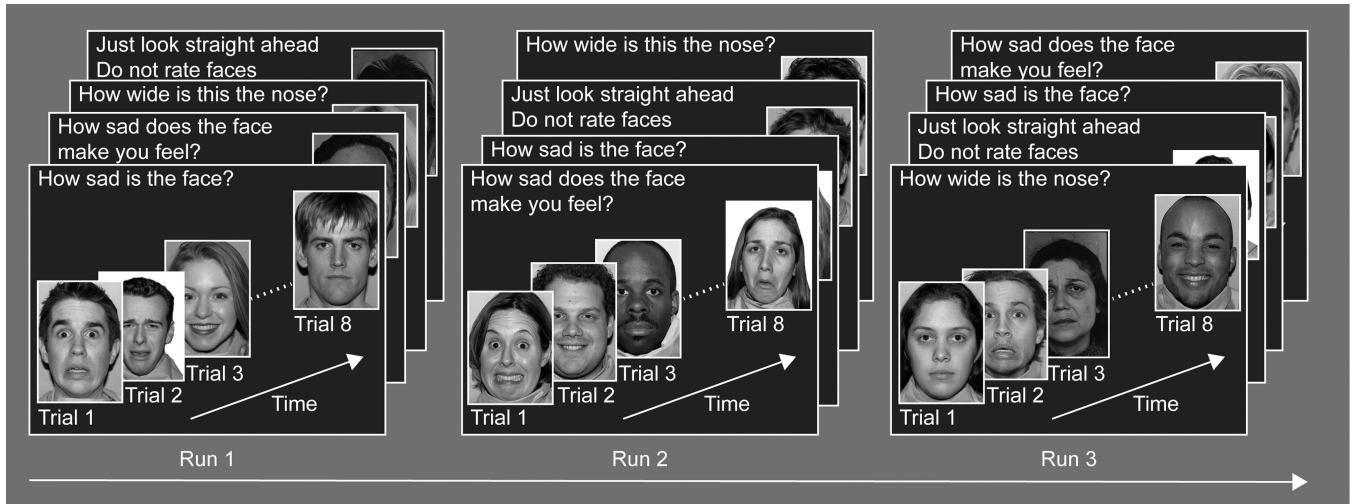 Just look straight ahead
Do not rate faces
How wide is this the nose?
How sad does the face
make you feel?
How sad is the face?
Trial 1
Trial 2
Trial 3
Trial 8
Time
Run 1
How wide is this the nose?
Just look straight ahead
Do not rate faces
How sad is the face?
How sad does the face
make you feel?
Trial 1
Trial 2
Trial 3
Trial 8
Time
Run 2
How sad does the face
make you feel?
How sad is the face?
Just look straight ahead
Do not rate faces
How wide is the nose?
Trial 1
Trial 2
Trial 3
Trial 8
Time
Run 3